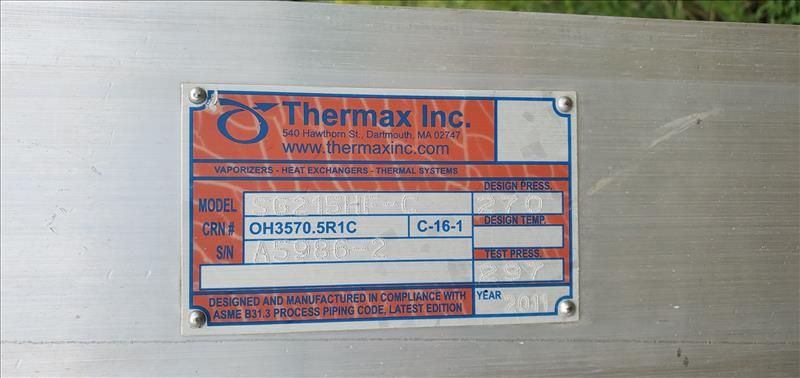 Thermax Inc.
540 Hawthorn St., Dartmouth, MA 02747
www.thermaxinc.com
VAPORIZERS - HEAT EXCHANGERS - THERMAL SYSTEMS
DESIGN PRESS.
MODEL SG215HF-C 270
CRN # OH3570.5R1C C-16-1 DESIGN TEMP.
S/N A5986-2 TEST PRESS.
297
DESIGNED AND MANUFACTURED IN COMPLIANCE WITH YEAR 2011
ASME B31.3 PROCESS PIPING CODE, LATEST EDITION